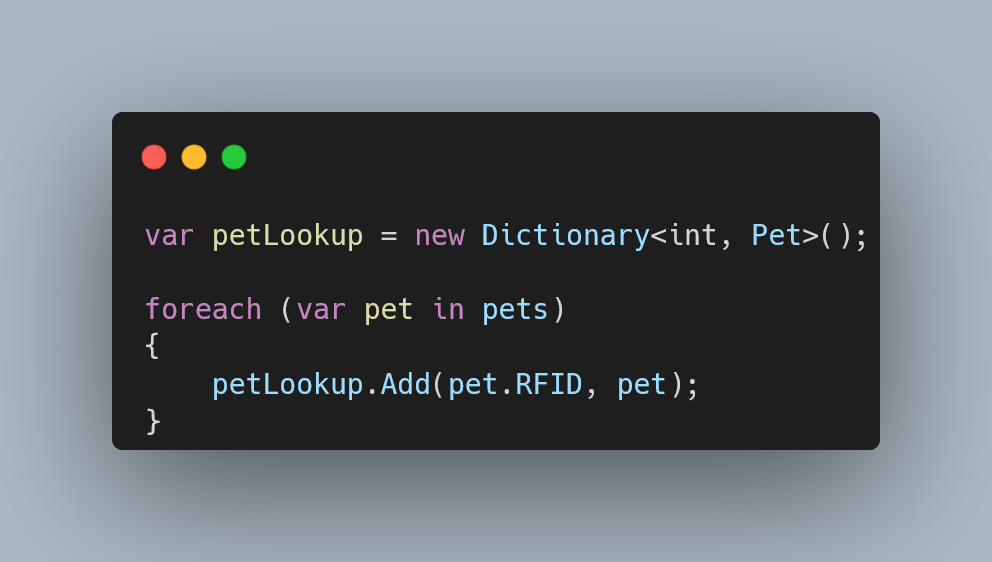 var petLookup = new Dictionary<int, Pet>();
foreach (var pet in pets)
{
    petLookup.Add(pet.RFID, pet);
}